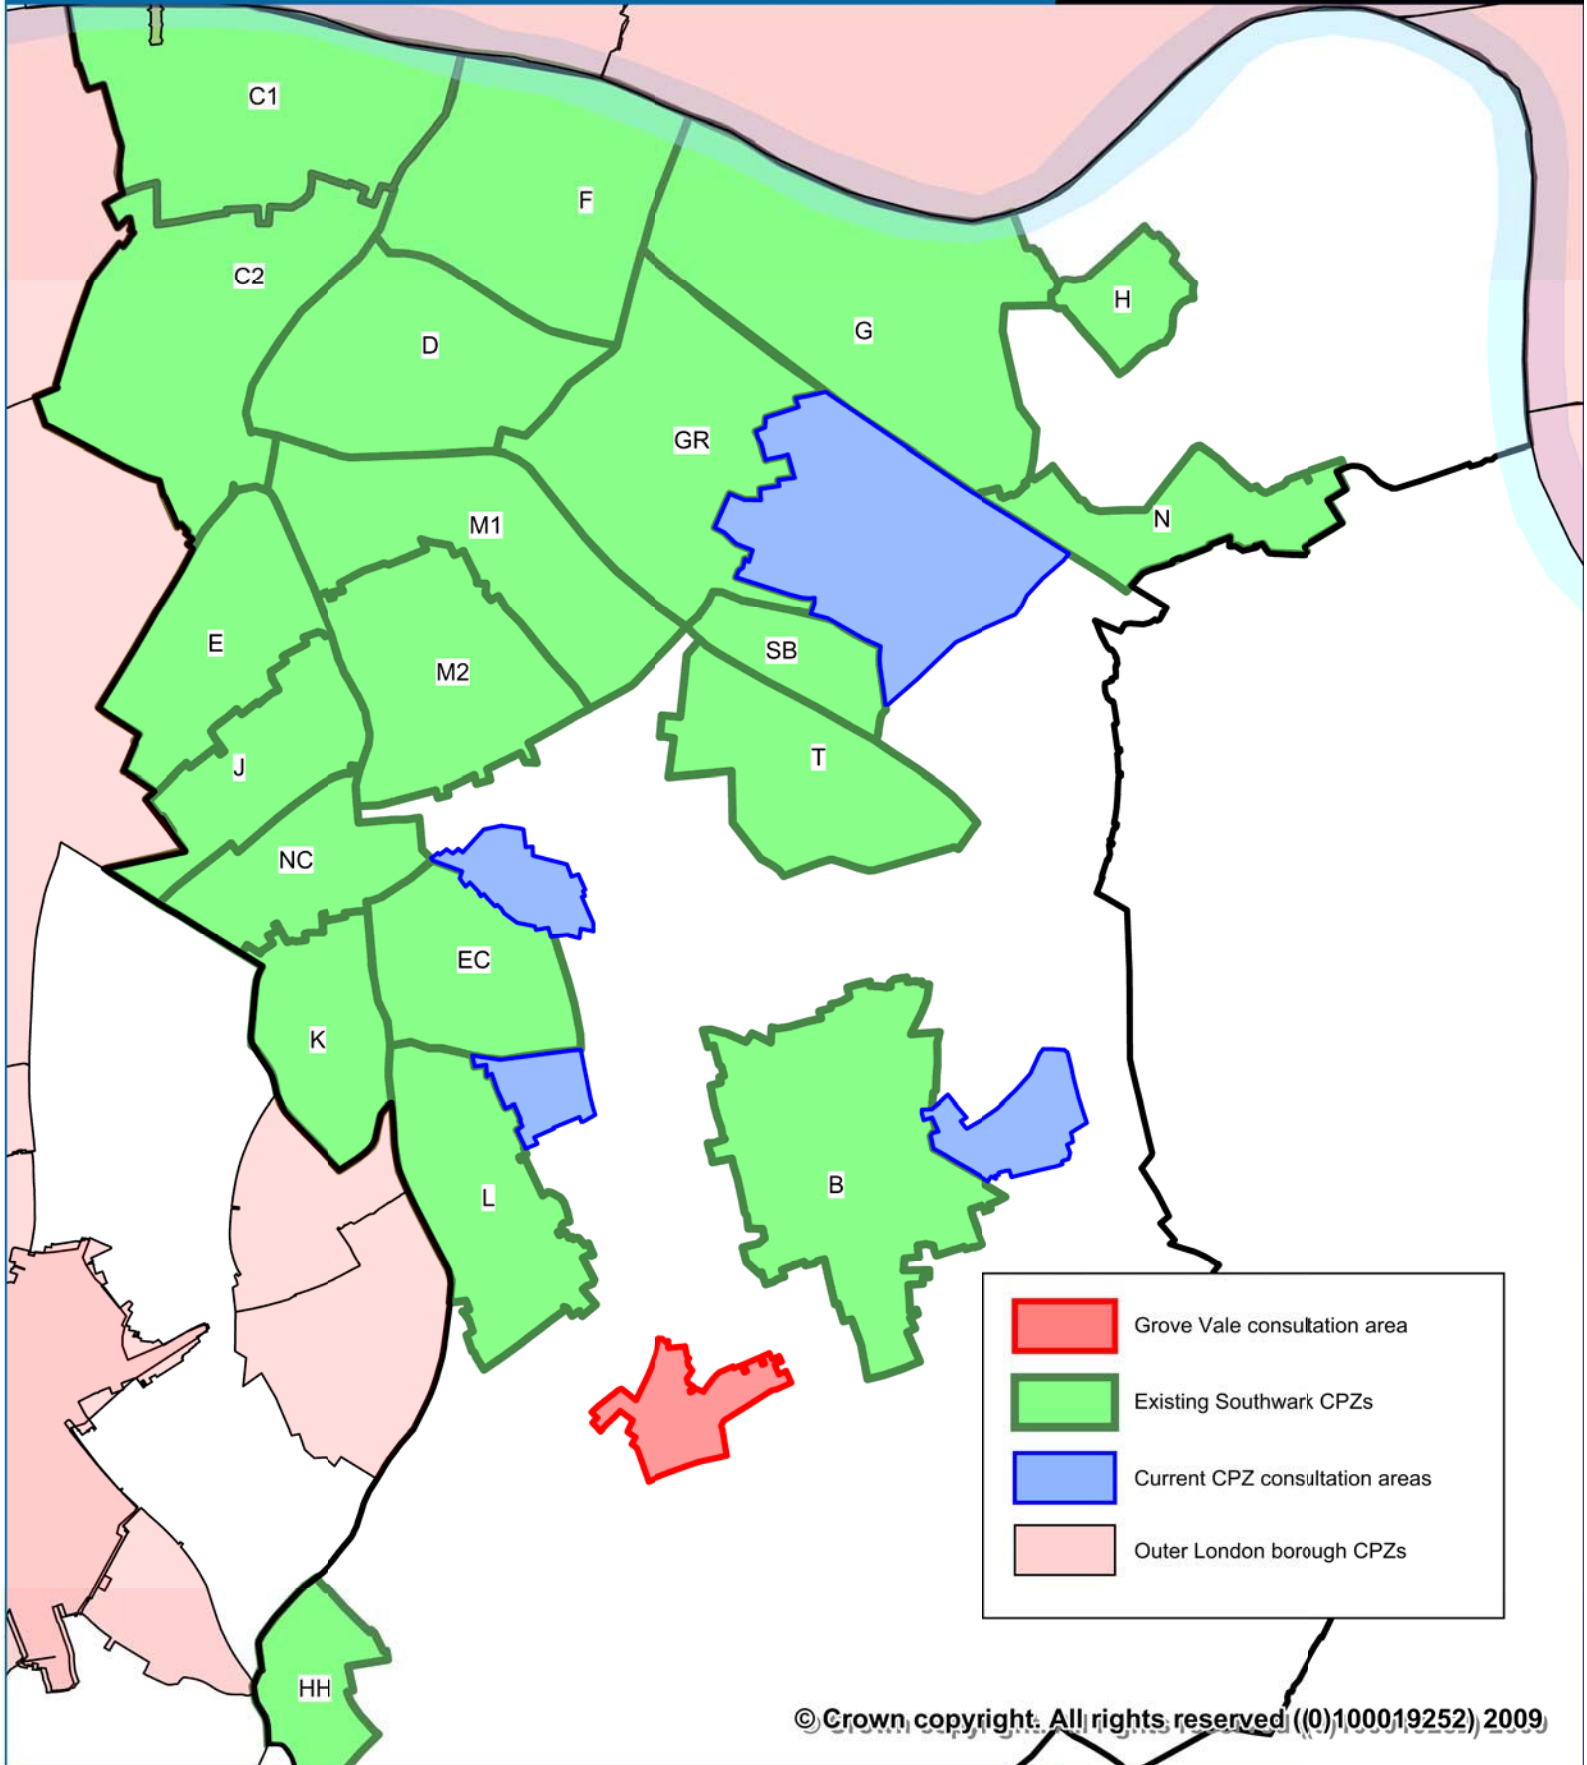 C1
F
C2
H
G
D
GR
M1
N
E
SB
M2
T
J
NC
EC
K
B
L
Grove Vale consultation area
Existing Southwark CPZs
Current CPZ consultation areas
Outer London borough CPZs
HH
© Crown copyright. All rights reserved ((0)100019252) 2009